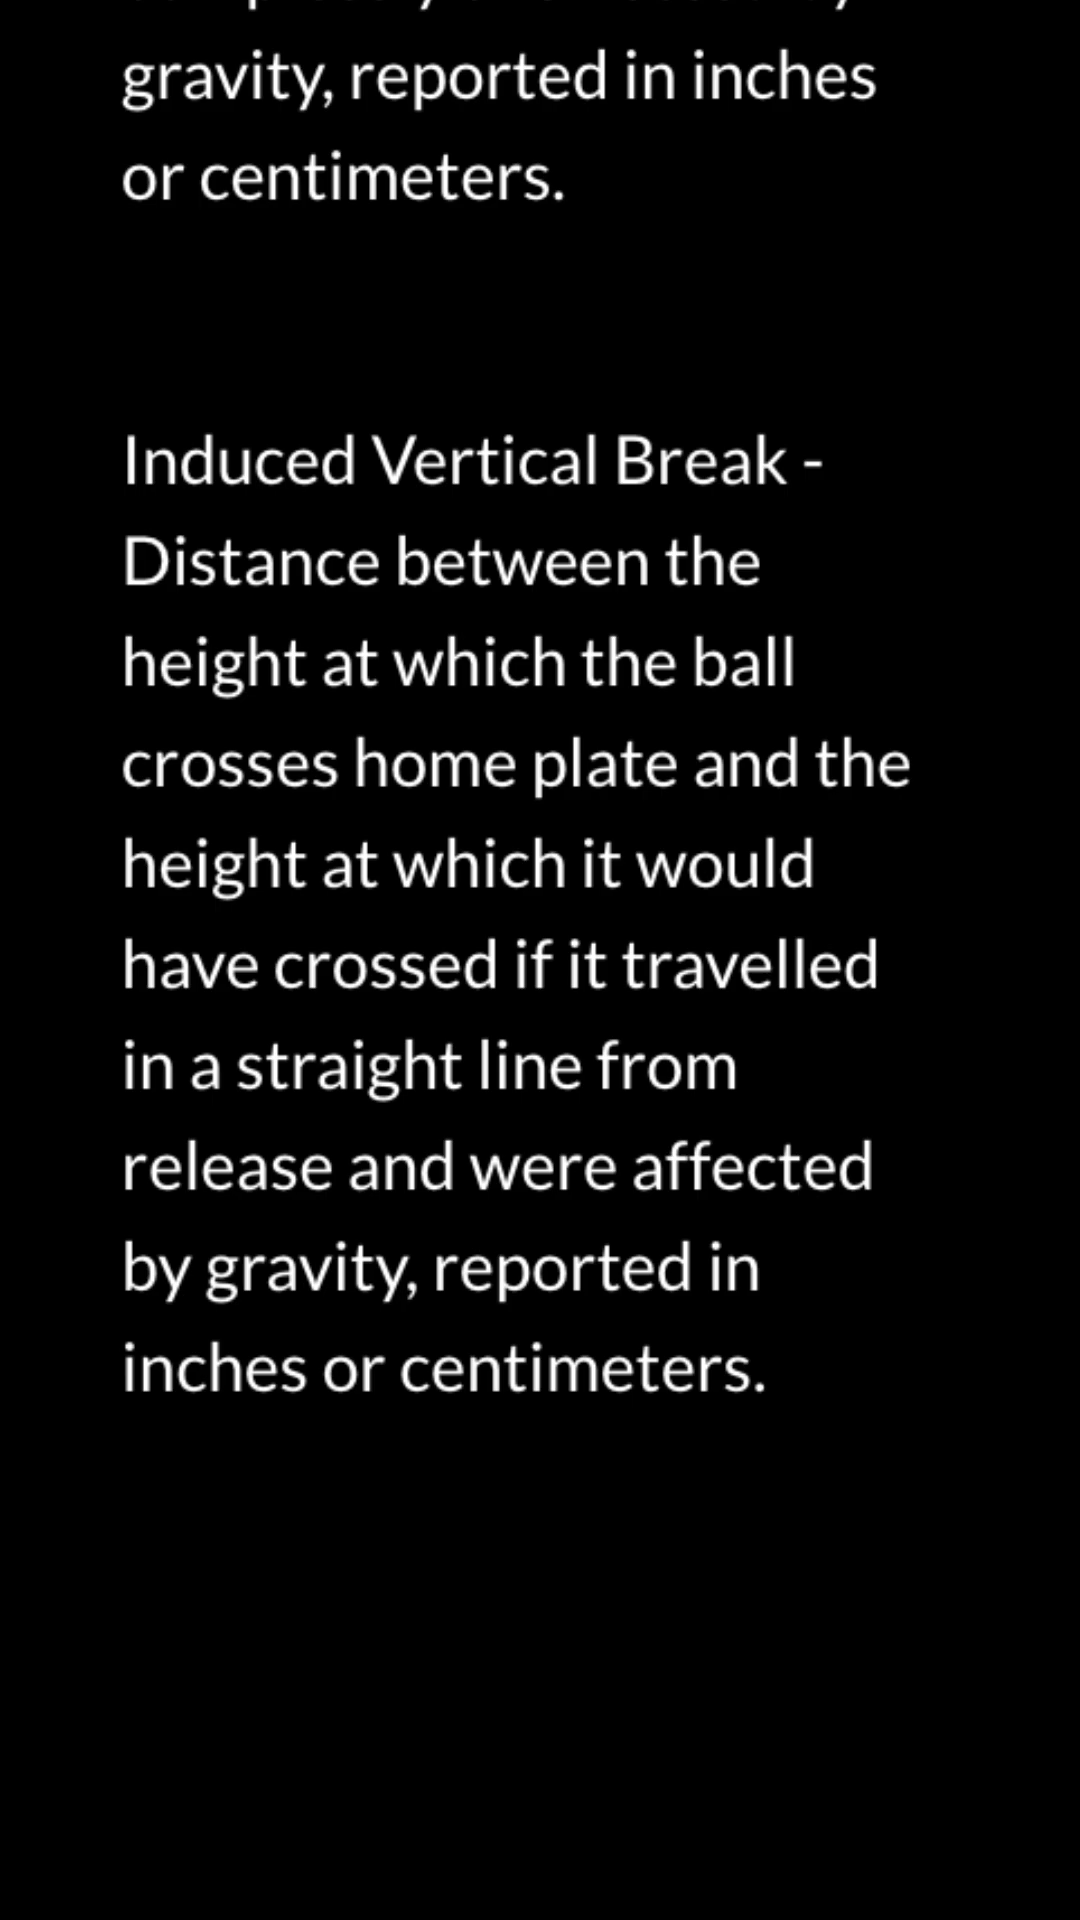 gravity, reported in inches
or centimeters.
Induced Vertical Break -
Distance between the
height at which the ball
crosses home plate and the
height at which it would
have crossed if it travelled
in a straight line from
release and were affected
by gravity, reported in
inches or centimeters.